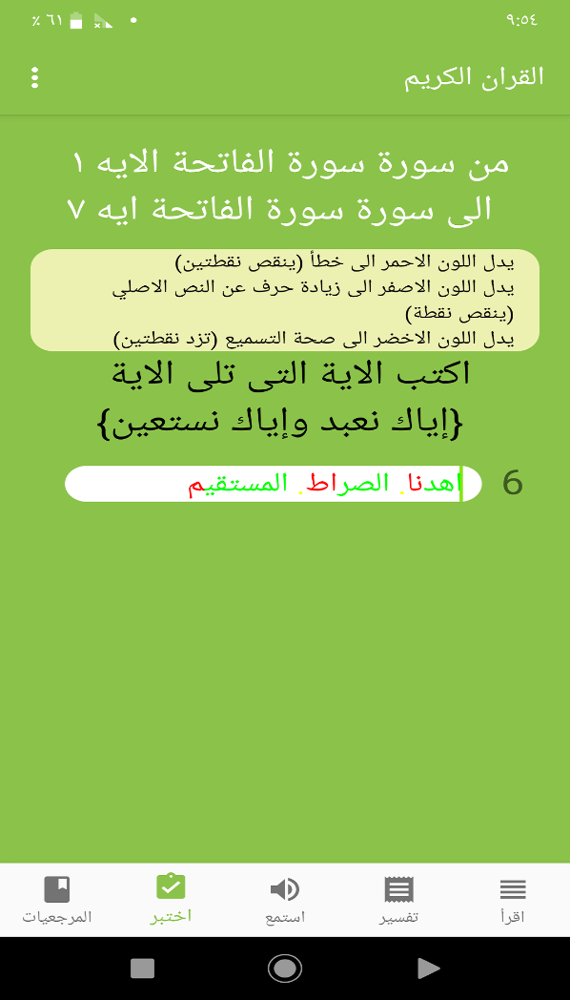 ٩:٥٤
٦١ ٪
القران الكريم
من سورة سورة الفاتحة الايه ١
الى سورة سورة الفاتحة ايه ٧
يدل اللون الاحمر الى خطأ (ينقص نقطتين)
يدل اللون الاصفر الى زيادة حرف عن النص الاصلي
(ينقص نقطة)
يدل اللون الاخضر الى صحة التسميع (تزد نقطتين)
اكتب الاية التى تلى الاية
{إياك نعبد وإياك نستعين}
6
اهدنا. الصراط. المستقيم
اقرأ
تفسير
استمع
اختبر
المرجعيات